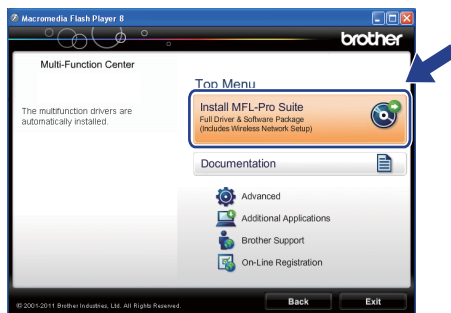 Macromedia Flash Player 8
brother
Multi-Function Center
The multifunction drivers are
automatically installed.
Top Menu
Install MFL-Pro Suite
Full Driver & Software Package
(Includes Wireless Network Setup)
Documentation
Advanced
Additional Applications
Brother Support
On-Line Registration
© 2001-2011 Brother Industries, Ltd. All Rights Reserved.
Back
Exit